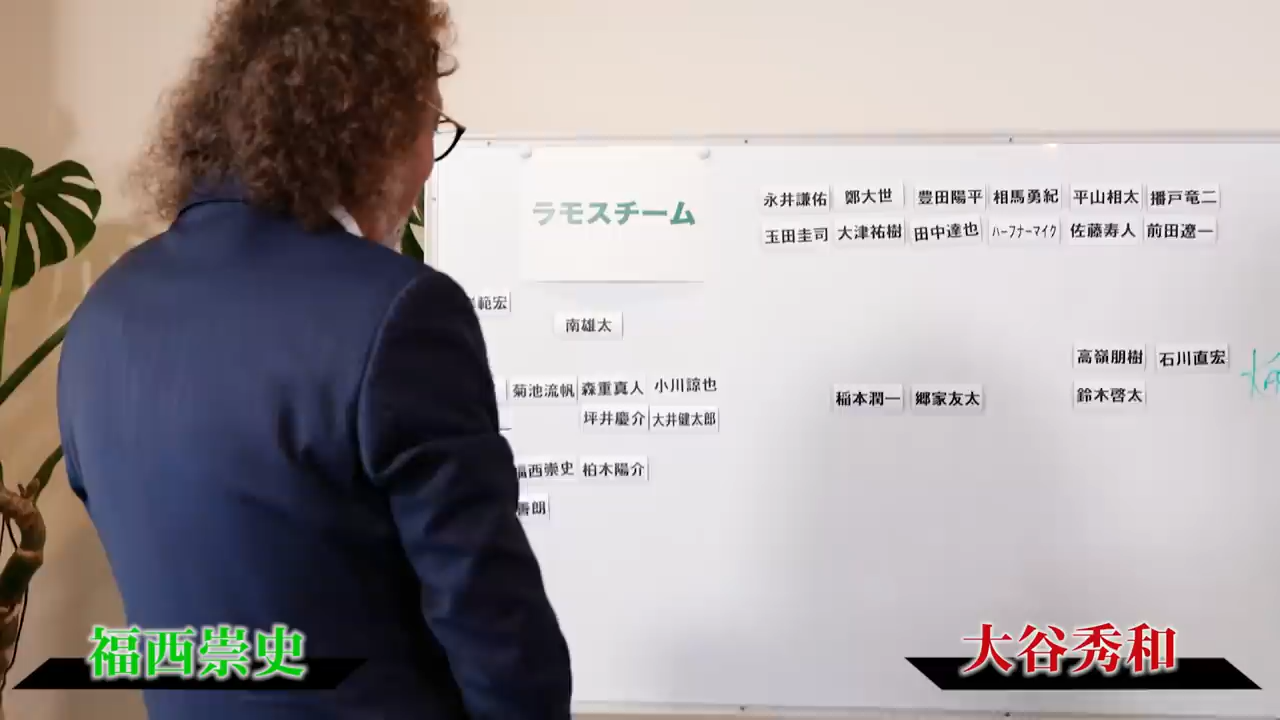 ラモスチーム
永井謙佑 鄭大世 豊田陽平 相馬勇紀 平山相太 播戸竜二
玉田圭司 大津祐樹 田中達也 ハーフナーマイク 佐藤寿人 前田遼一
範宏
南雄太
高嶺朋樹 石川直宏
菊池流帆 森重真人 小川諒也
稲本潤一 郷家友太
鈴木啓太
坪井慶介 大井健太郎
福西崇史 柏木陽介
善朗
福西崇史
大谷秀和